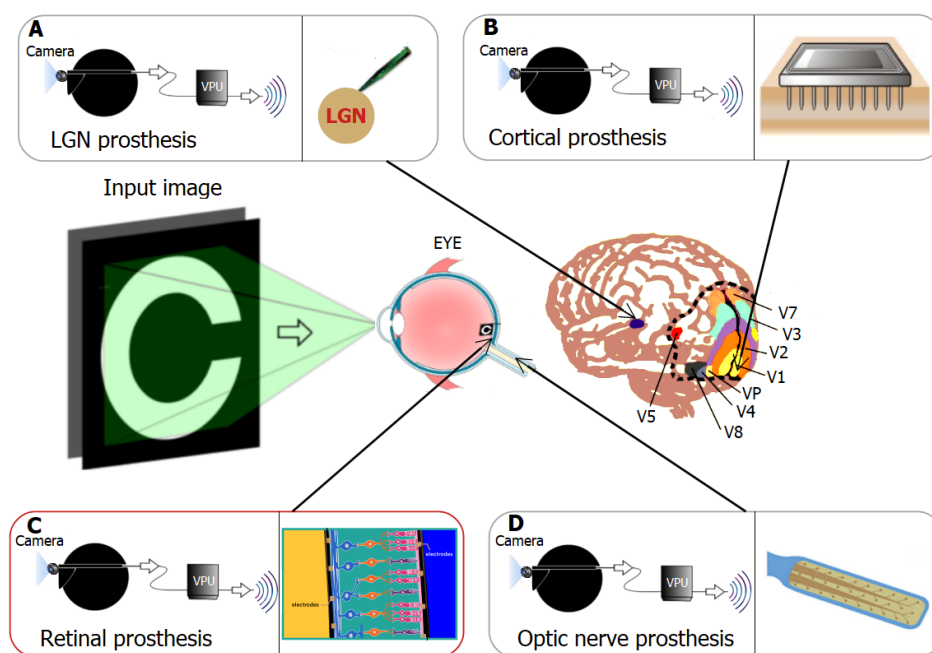 A
Camera
VPU
LGN
LGN prosthesis
B
Camera
VPU
Cortical prosthesis
Input image
C
EYE
C
V7
V3
V2
V1
VP
V4
V5
V8
C
Camera
VPU
electrodes
electrodes
Retinal prosthesis
D
Camera
VPU
Optic nerve prosthesis